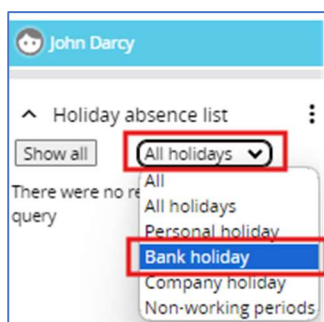 John Darcy
Holiday absence list
Show all
All holidays
There were no re
query
All
All holidays
Personal holiday
Bank holiday
Company holiday
Non-working periods